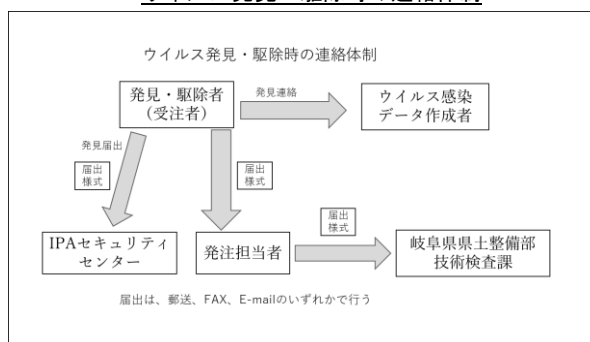 ウイルス発見・駆除時の連絡体制
発見・駆除者
(受注者)
発見連絡
ウイルス感染
データ作成者
発見届出
届出
様式
届出
様式
届出
様式
IPAセキュリティ
センター
発注担当者
岐阜県県土整備部
技術検査課
届出は、郵送、FAX、E-mailのいずれかで行う